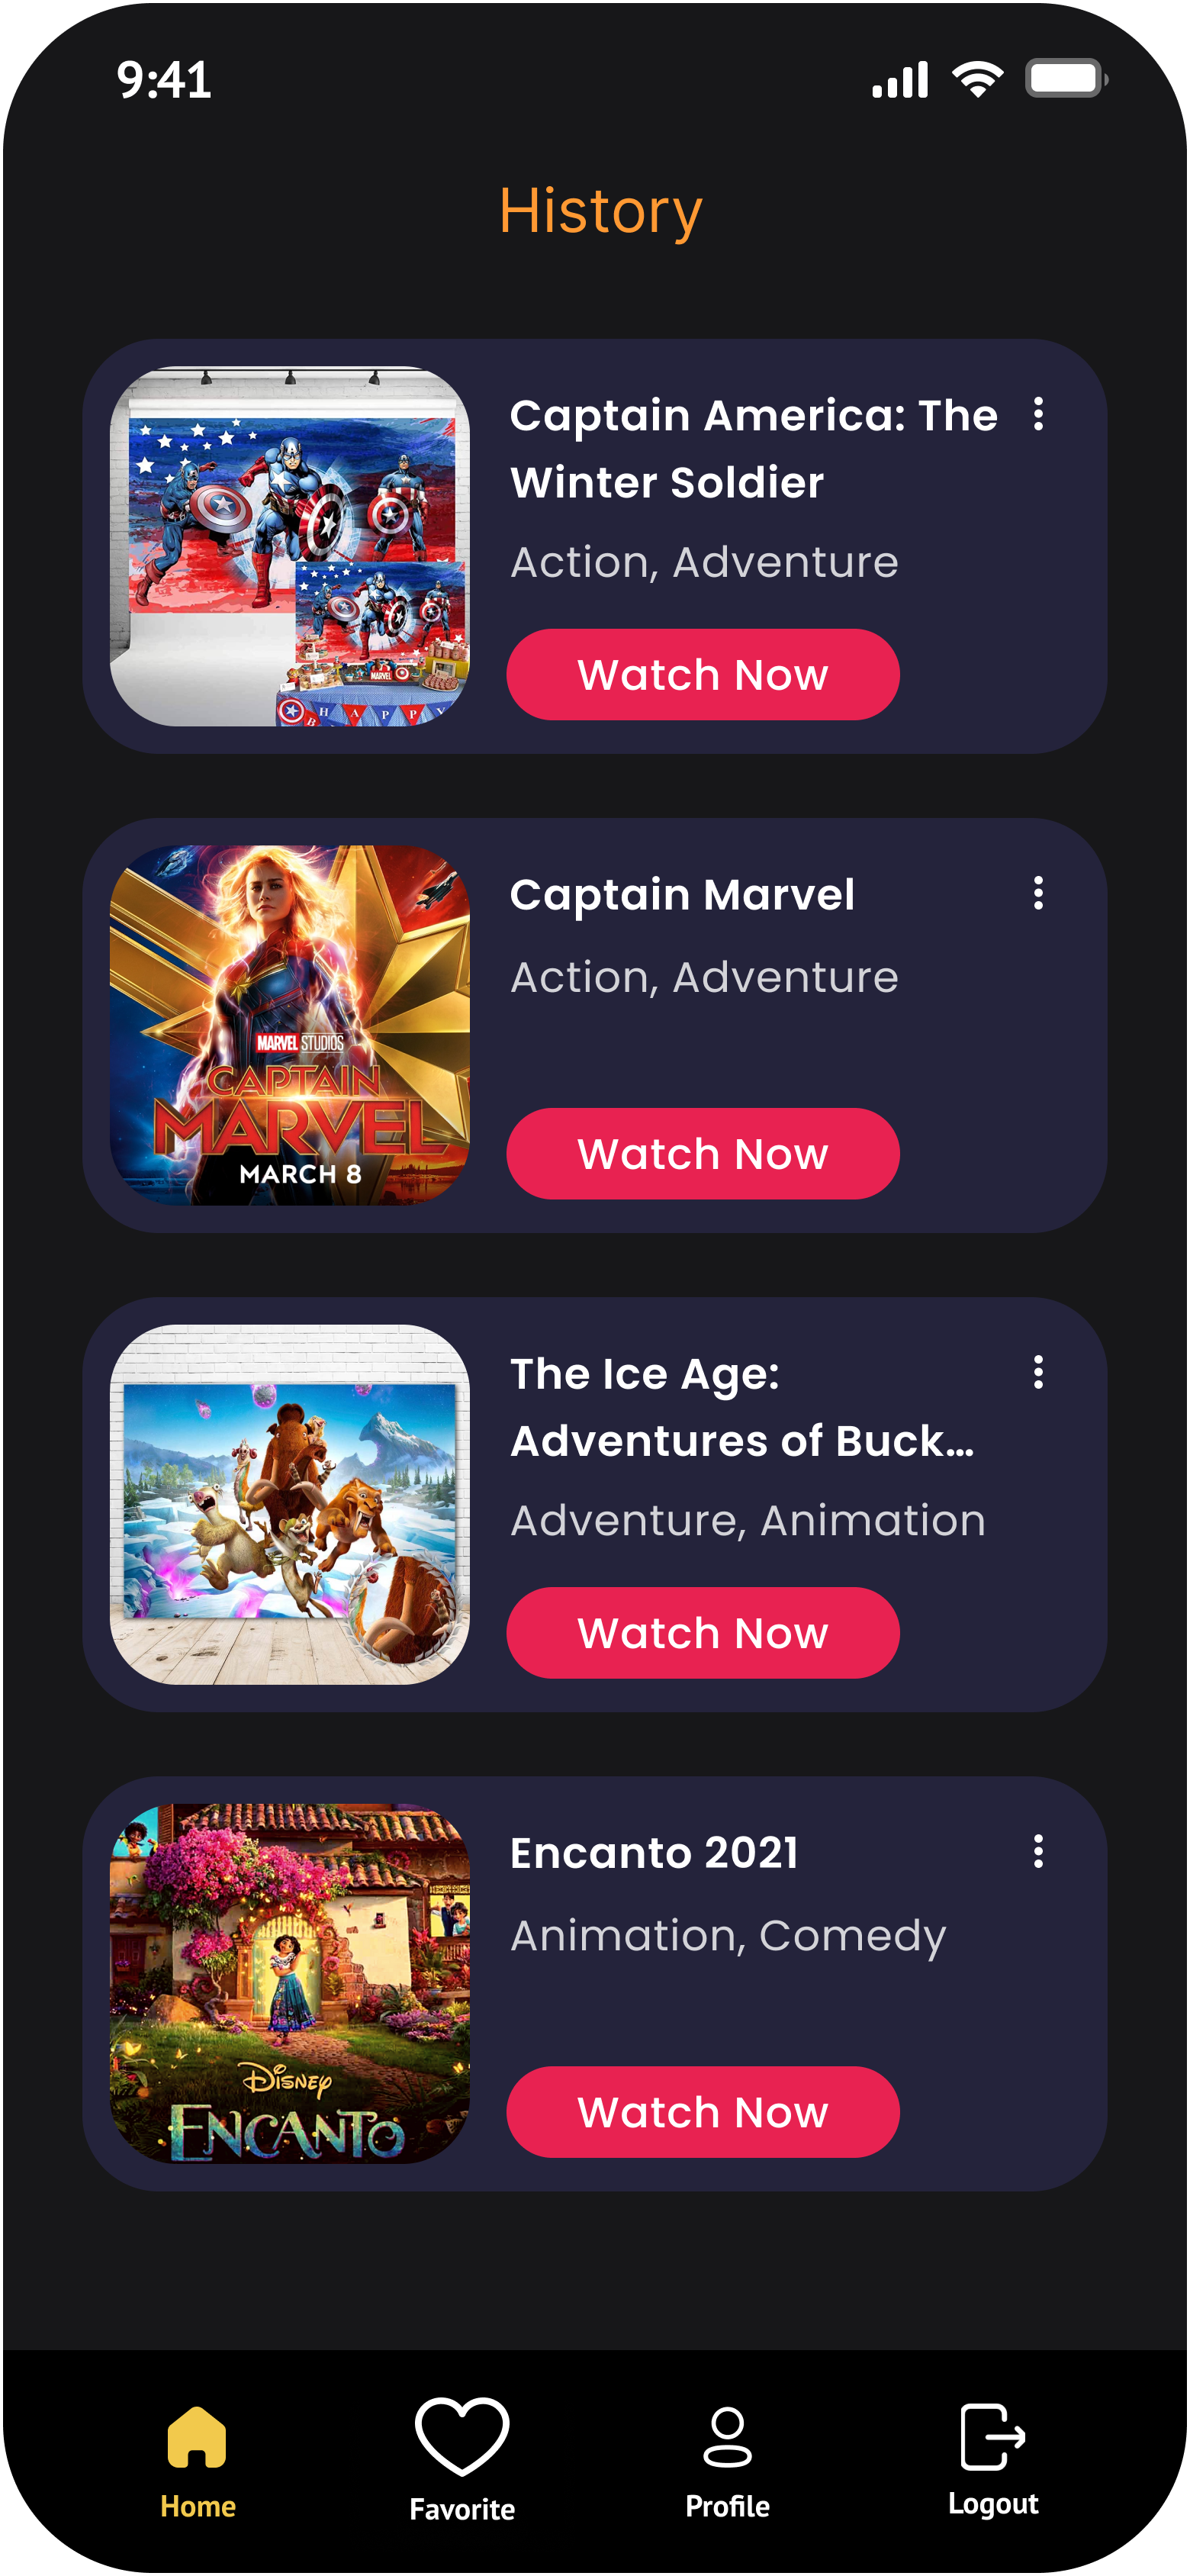 9:41
History
Captain America: The
Winter Soldier
Action, Adventure
Watch Now
MARVEL
H A P P Y
B
Captain Marvel
Action, Adventure
Watch Now
MARVEL STUDIOS
CAPTAIN
MARVEL
MARCH 8
The Ice Age:
Adventures of Buck...
Adventure, Animation
Watch Now
Encanto 2021
Animation, Comedy
Watch Now
DISNEY
ENCANTO
Home
Favorite
Profile
Logout